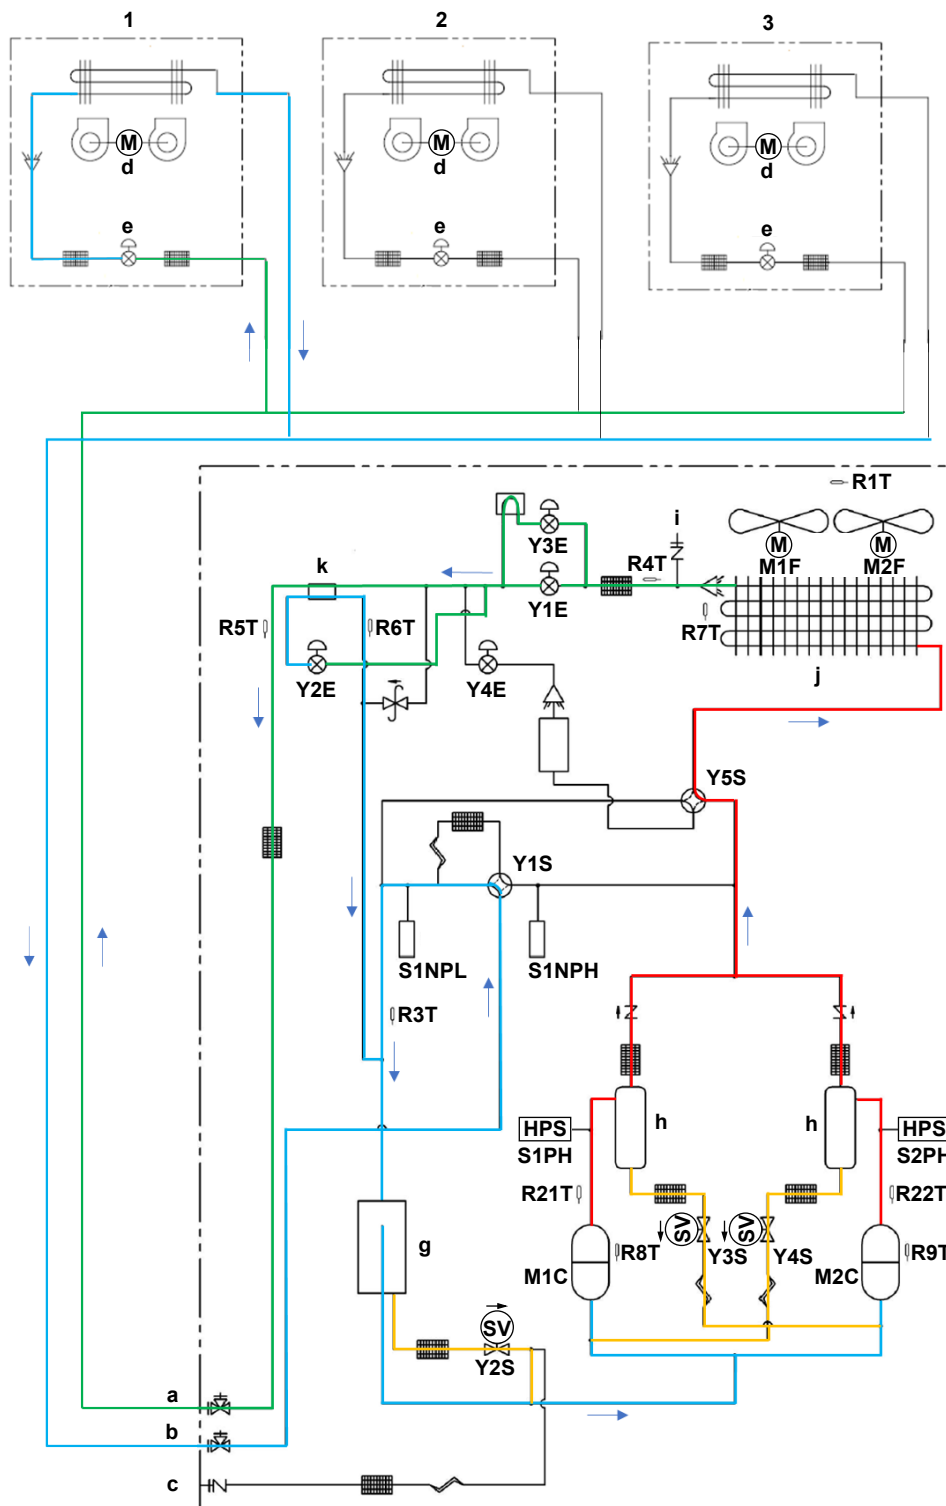 1 2 3
M M M
d d d
e e e
R1T
i
Y3E
M M
M1F M2F
k
R4T
Y1E
R7T
R5T R6T
Y2E Y4E
j
Y5S
Y1S
S1NPL S1NPH
R3T
HPS h h HPS
S1PH S2PH
R21T R22T
g
SV SV
R8T Y3S Y4S R9T
M1C M2C
SV
Y2S
a
b
c